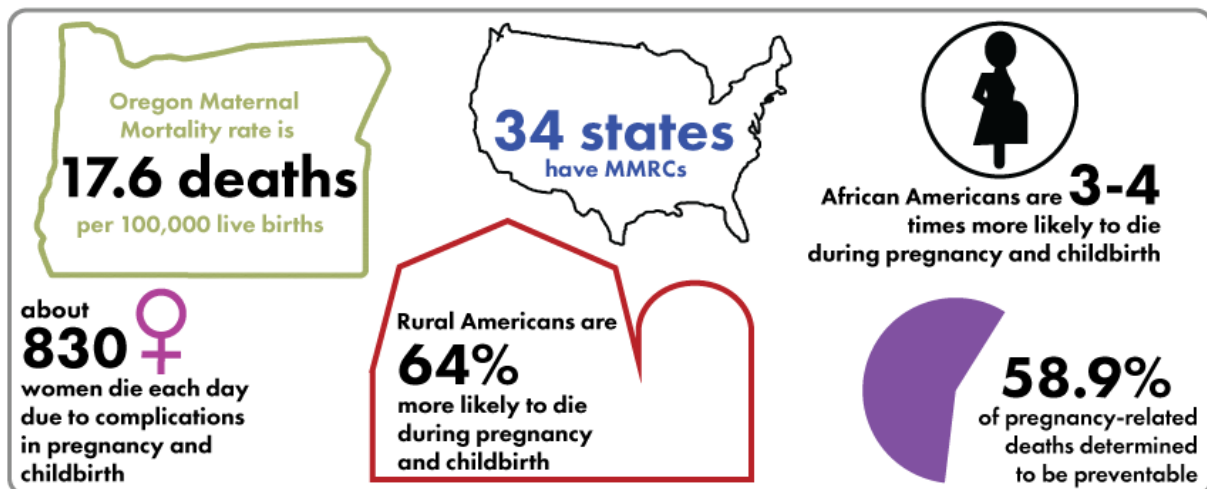 Oregon Maternal
Mortality rate is
17.6 deaths
per 100,000 live births
34 states
have MMRCs
African Americans are 3-4
times more likely to die
during pregnancy and childbirth
about
830
women die each day
due to complications
in pregnancy and
childbirth
Rural Americans are
64%
more likely to die
during pregnancy
and childbirth
58.9%
of pregnancy-related
deaths determined
to be preventable